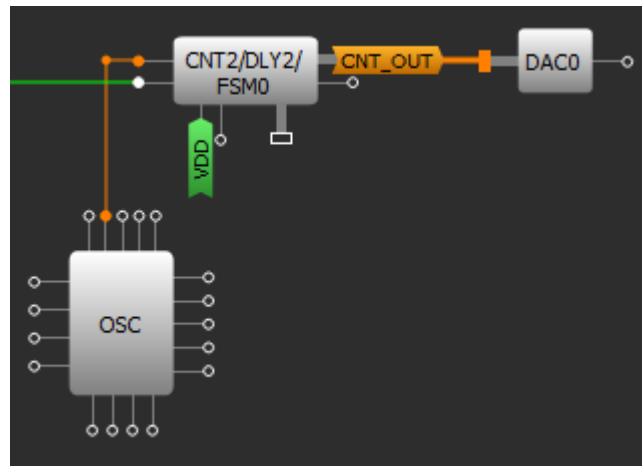 CNT2/DLY2/
FSM0
CNT_OUT
DAC0
VDD
OSC